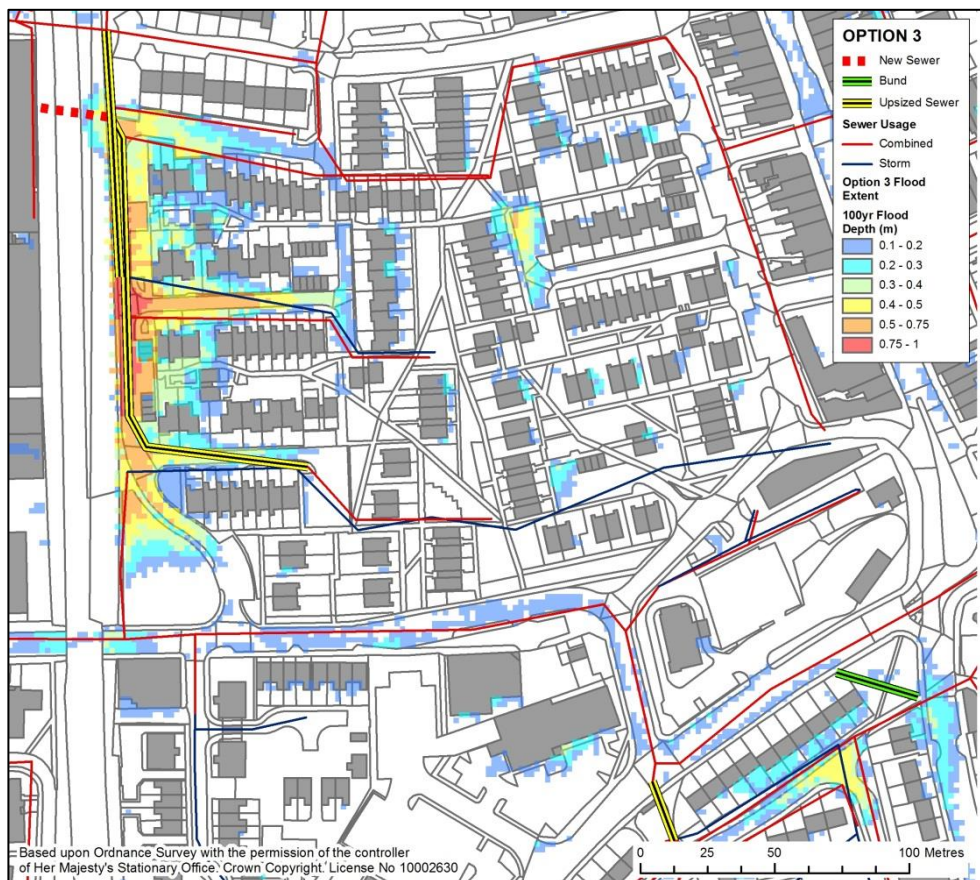 OPTION 3
New Sewer
Bund
Upsized Sewer
Sewer Usage
Combined
Storm
Option 3 Flood
Extent
100yr Flood
Depth (m)
0.1 - 0.2
0.2 - 0.3
0.3 - 0.4
0.4 - 0.5
0.5 - 0.75
0.75 - 1
Based upon Ordnance Survey with the permission of the controller
of Her Majesty's Stationary Office. Crown Copyright. License No 10002630
0 25 50 100 Metres